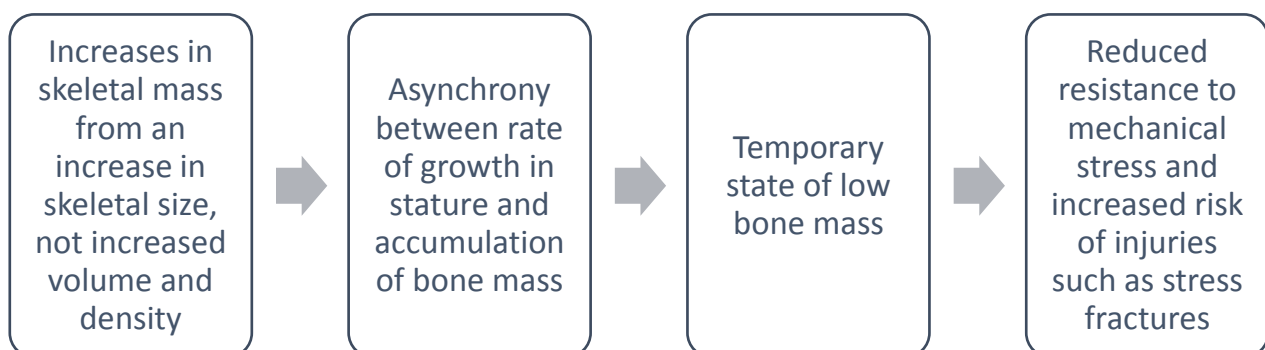 Increases in
skeletal mass
from an
increase in
skeletal size,
not increased
volume and
density
Asynchrony
between rate
of growth in
stature and
accumulation
of bone mass
Temporary
state of low
bone mass
Reduced
resistance to
mechanical
stress and
increased risk
of injuries
such as stress
fractures